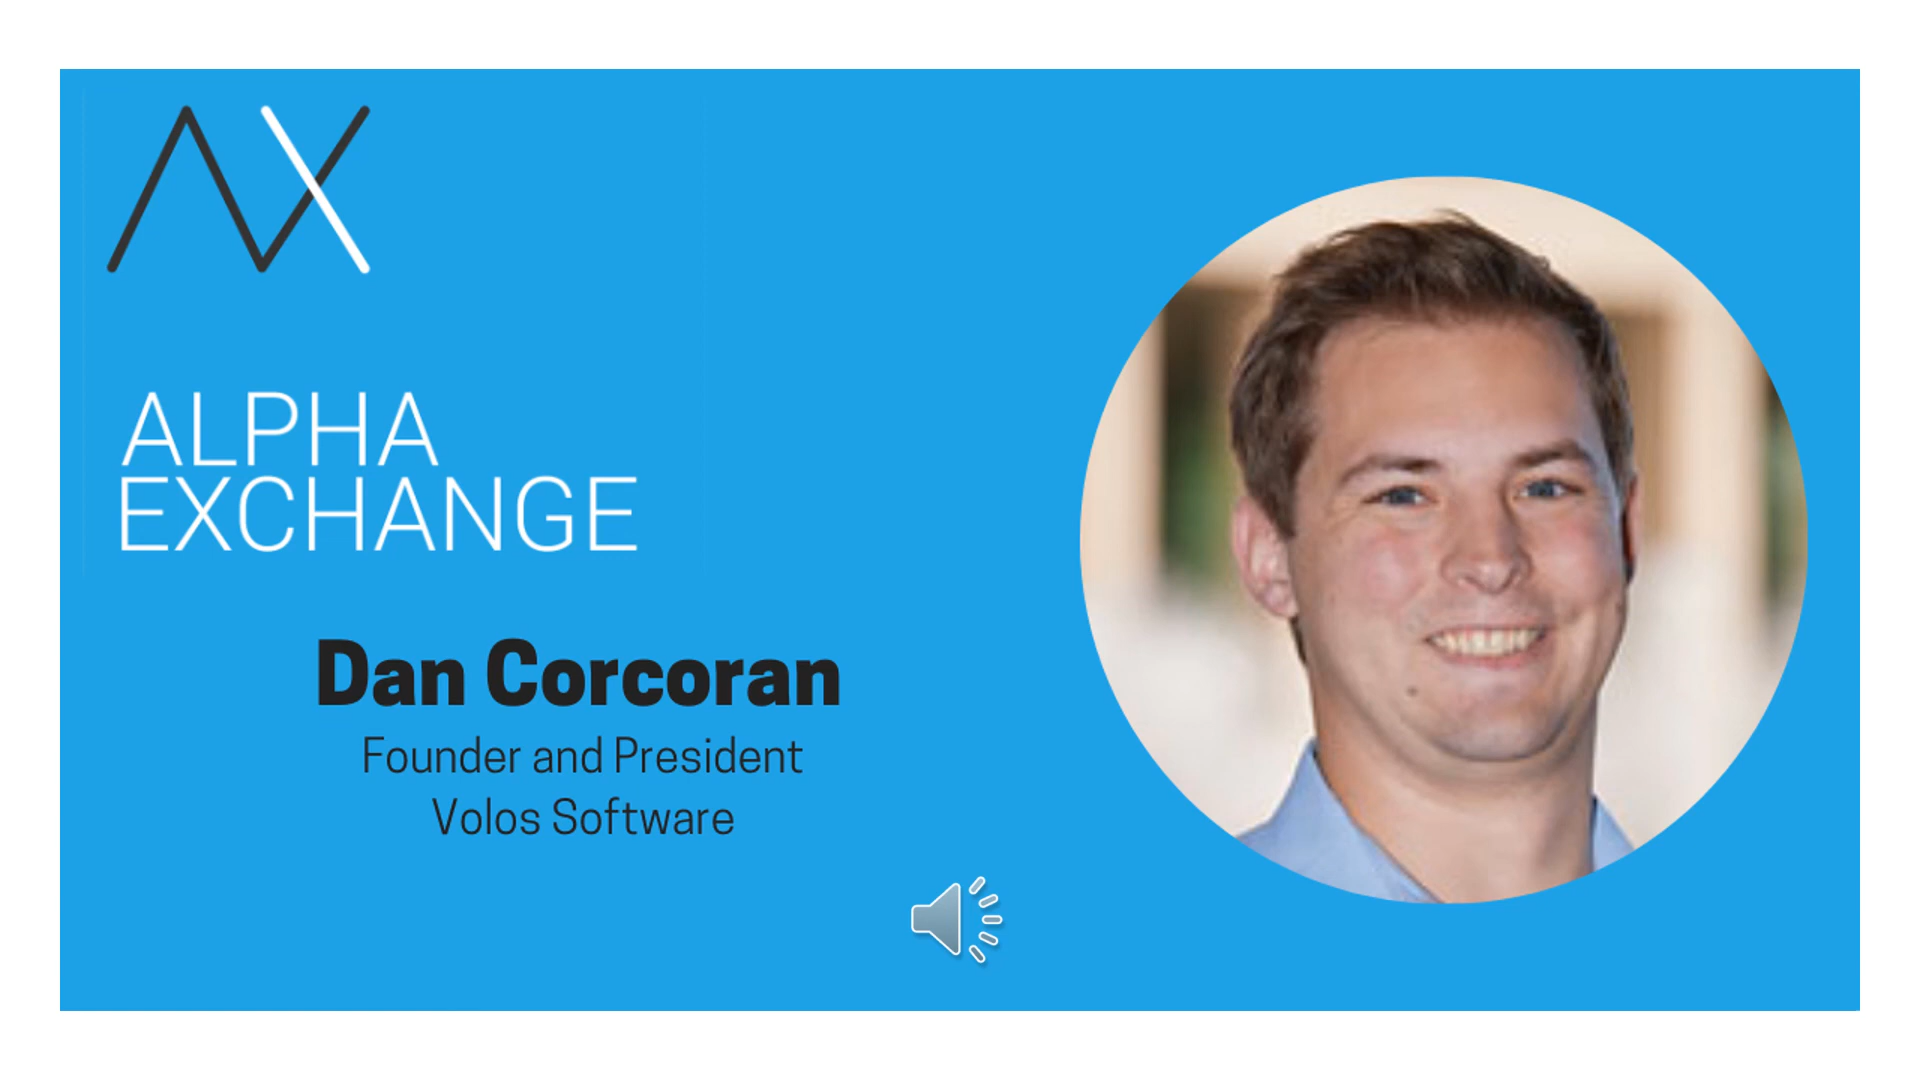 AX
ALPHA
EXCHANGE
Dan Corcoran
Founder and President
Volos Software